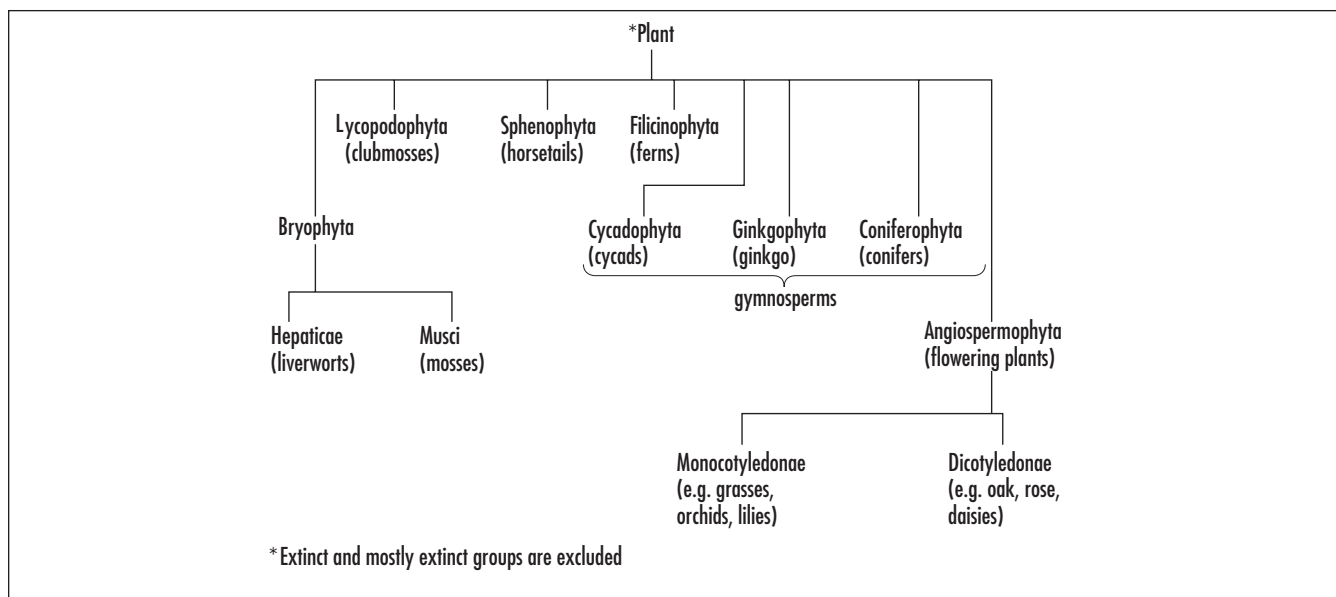 *Plant
Lycopodophyta
(clubmosses)
Sphenophyta
(horsetails)
Filicinophyta
(ferns)
Bryophyta
Cycadophyta
(cycads)
Ginkgophyta
(ginkgo)
Coniferophyta
(conifers)
gymnosperms
Hepaticae
(liverworts)
Musci
(mosses)
Angiospermophyta
(flowering plants)
Monocotyledonae
(e.g. grasses,
orchids, lilies)
Dicotyledonae
(e.g. oak, rose,
daisies)
*Extinct and mostly extinct groups are excluded